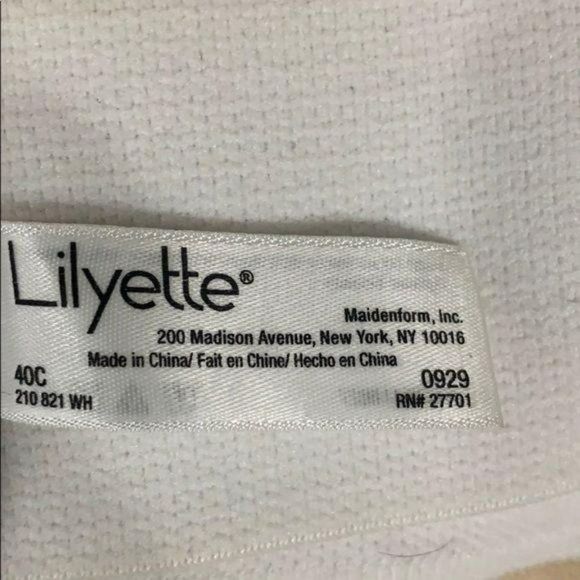 Lilyette®
Maidenform, Inc.
200 Madison Avenue, New York, NY 10016
Made in China/ Fait en Chine/ Hecho en China
40C 0929
210 821 WH RN# 27701